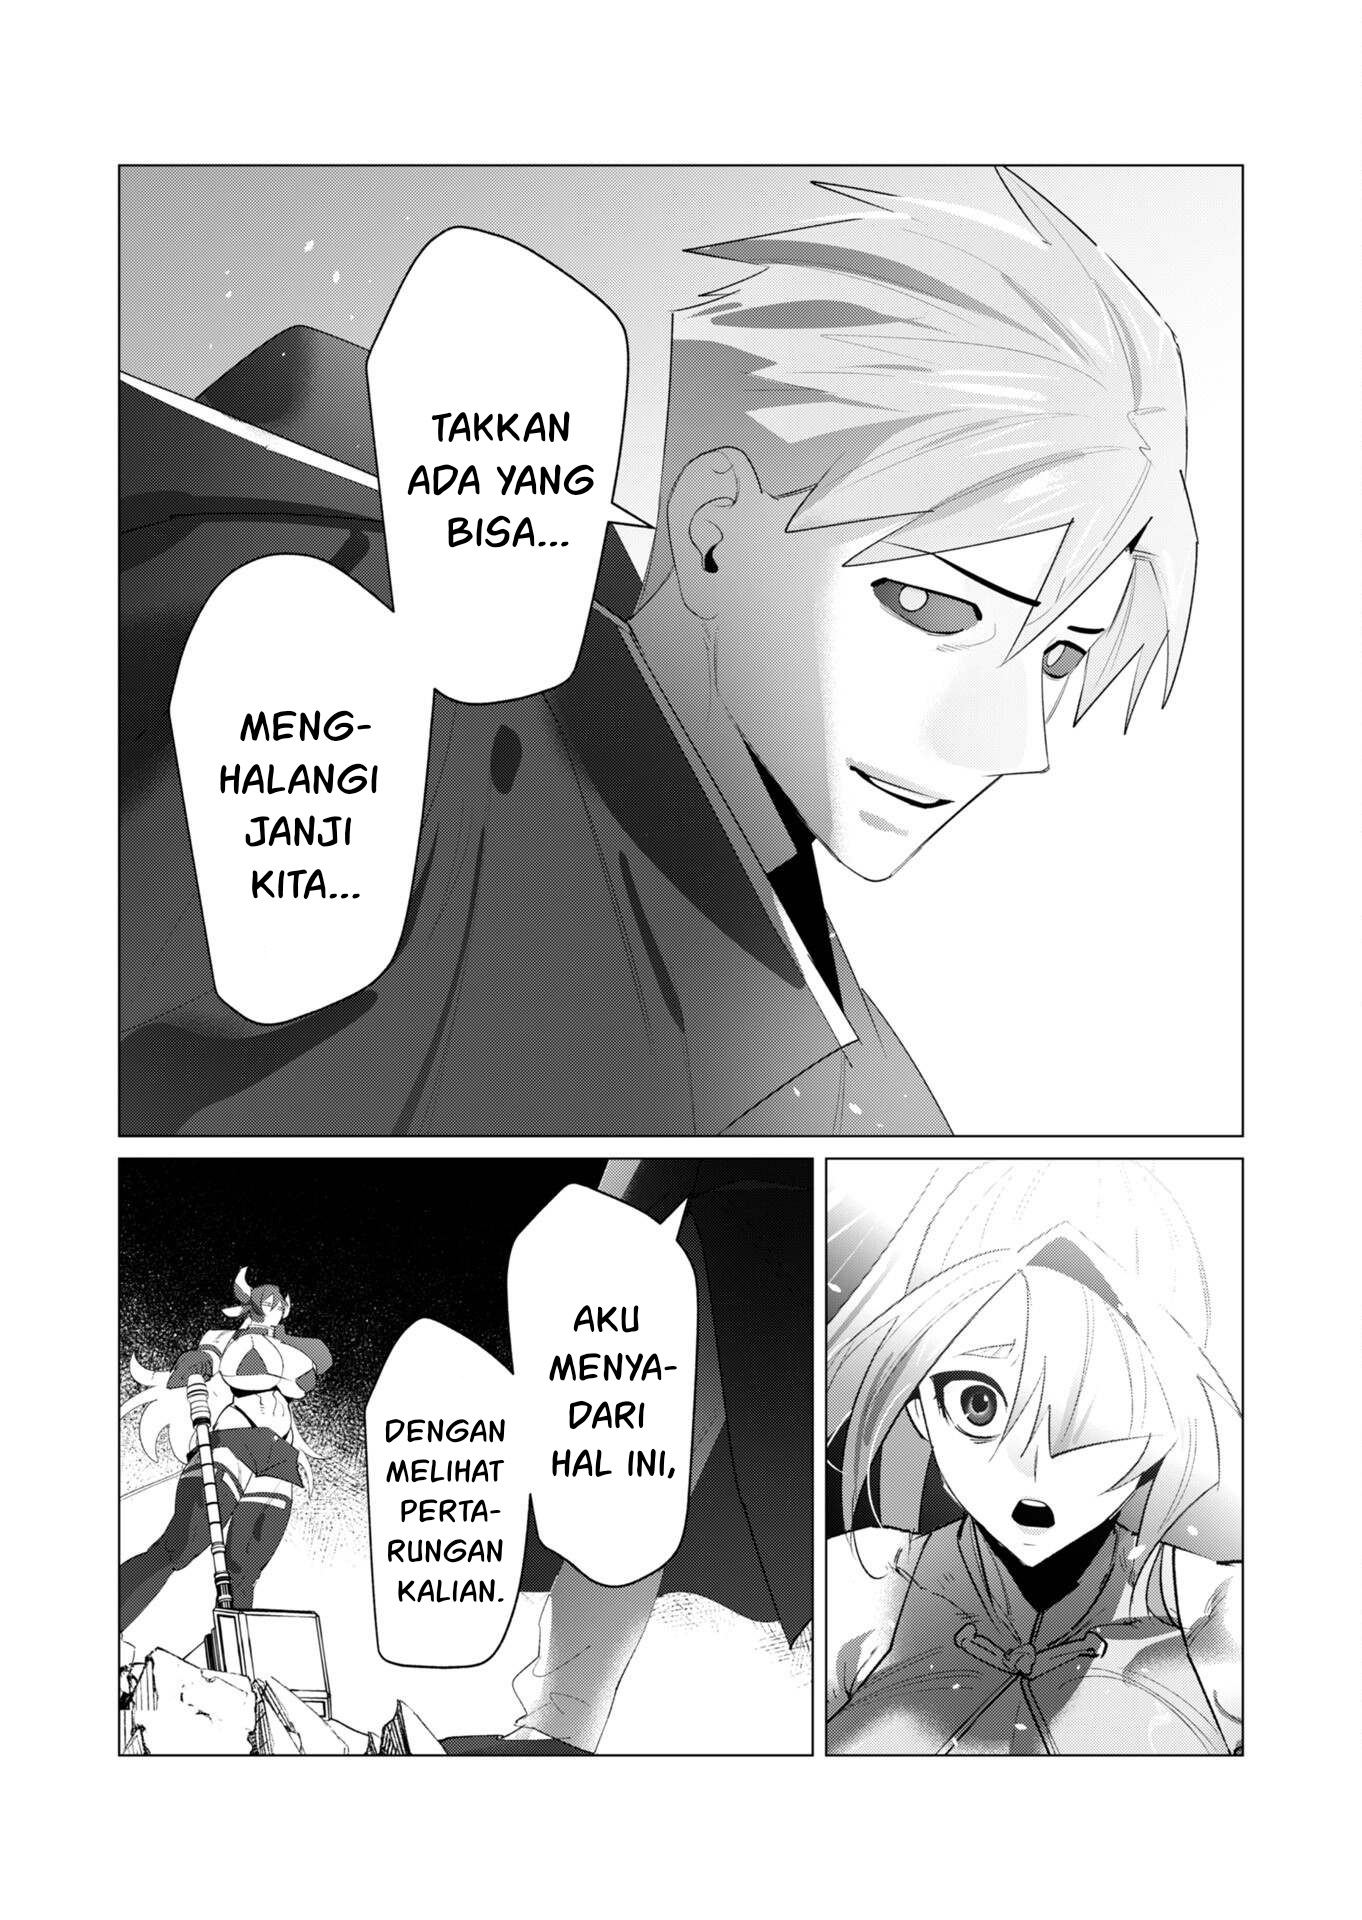 TAKKAN
ADA YANG
BISA...
MENG-
HALANGI
JANJI
KITA...
AKU
MENYA-
DARI
HAL INI,
DENGAN
MELIHAT
PERTA-
RUNGAN
KALIAN.